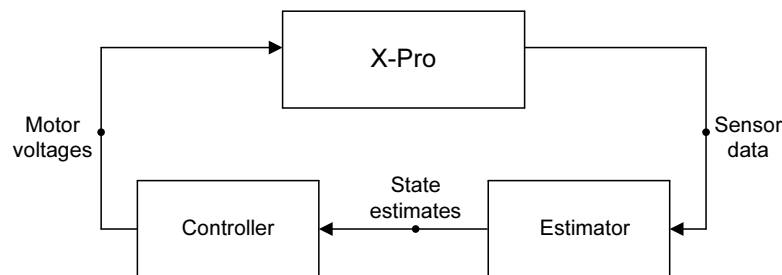 X-Pro
Motor
voltages
Sensor
data
State
estimates
Controller
Estimator